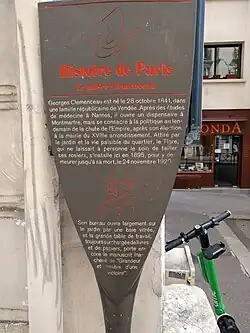 Histoire de Paris
Georges Clemenceau est né le 28 octobre 1841, dans
une famille républicaine de Vendée. Après des études
de médecine à Nantes, il ouvre un dispensaire à
Montmartre, mais se consacre à la politique au len-
demain de la chute de l'Empire, après son élection
à la mairie du XVIIIe arrondissement. Attiré par
le jardin et la vie paisible du quartier, le Tigre,
qui ne laissait à personne le soin de tailler
ses rosiers, s'installe ici en 1895, pour y de-
meurer jusqu'à sa mort, le 24 novembre 1929.
Son bureau ouvre largement sur
le jardin par une baie vitrée,
et la grande table de travail,
toujours surchargée de livres
et de papiers, porte en-
core le manuscrit ina-
chevé de "Grandeur
et misère d'une
victoire".
ONDA